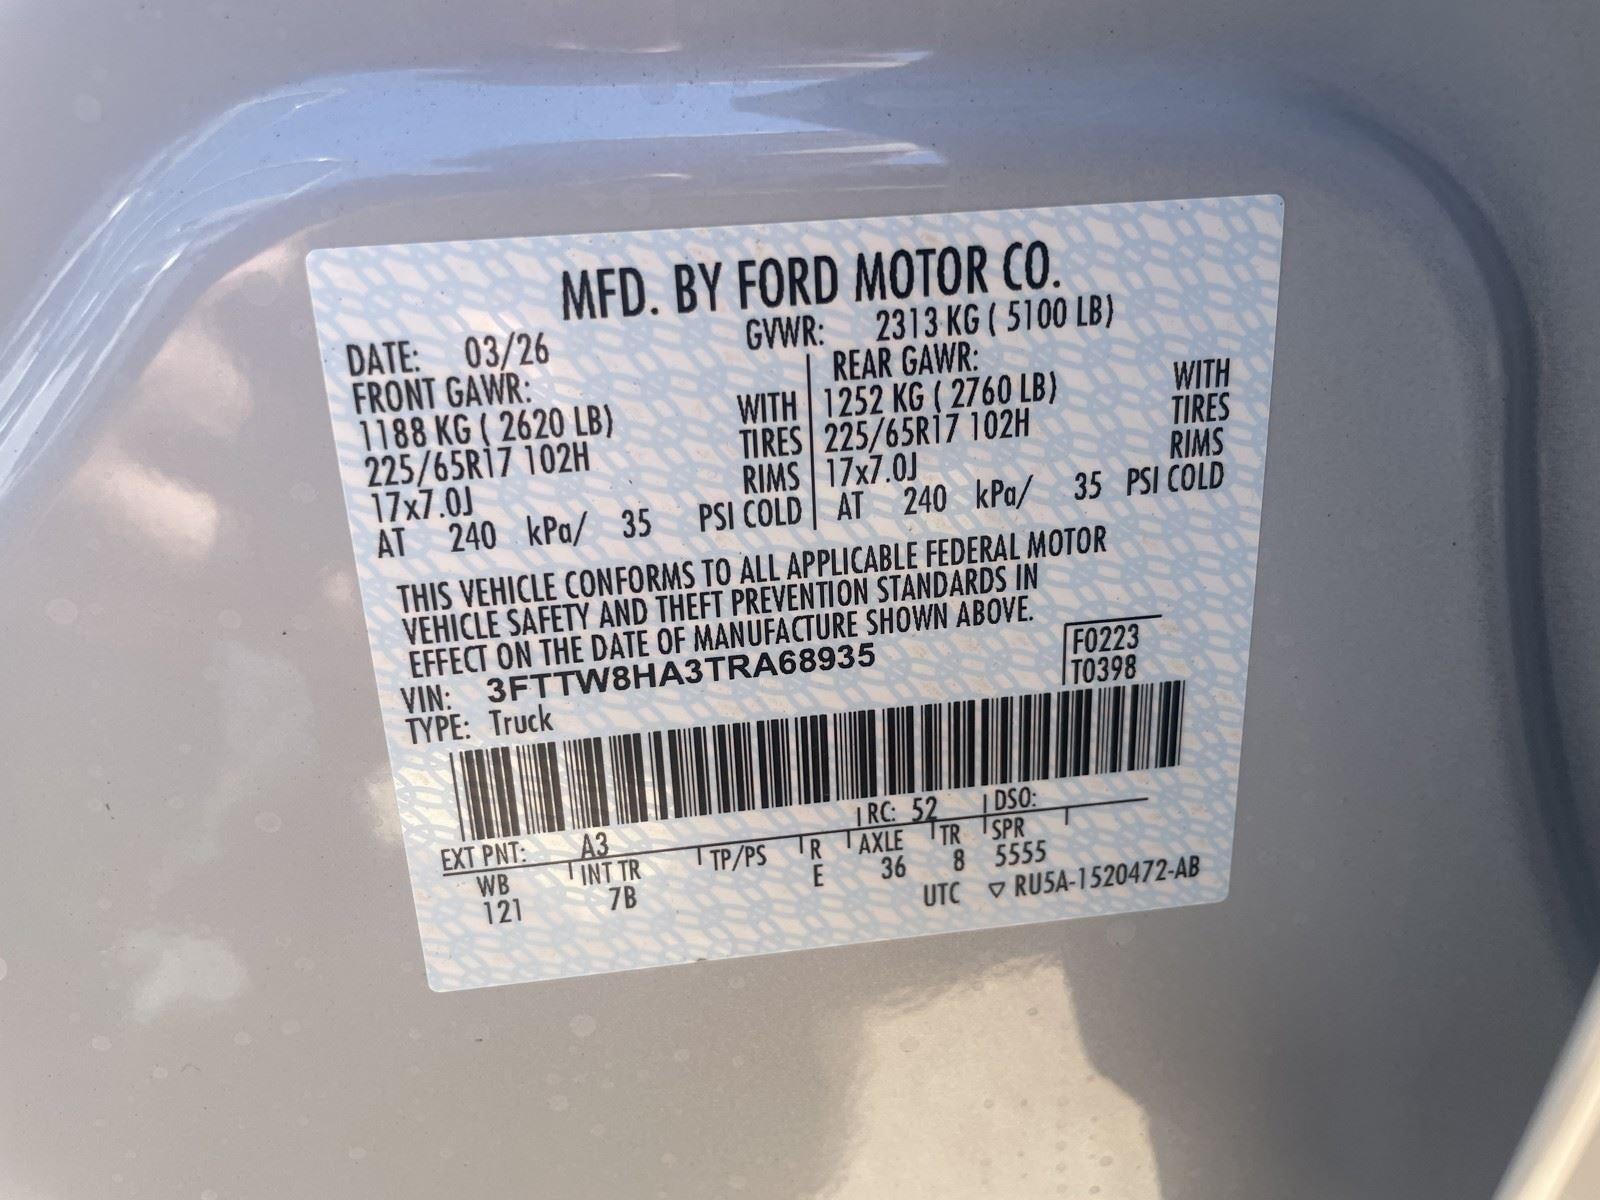 MFD. BY FORD MOTOR CO.
DATE: 03/26 GVWR: 2313 KG ( 5100 LB)
FRONT GAWR: REAR GAWR:
1188 KG ( 2620 LB) WITH 1252 KG ( 2760 LB) WITH
225/65R17 102H TIRES 225/65R17 102H TIRES
17x7.0J RIMS 17x7.0J RIMS
AT 240 kPa/ 35 PSI COLD AT 240 kPa/ 35 PSI COLD
THIS VEHICLE CONFORMS TO ALL APPLICABLE FEDERAL MOTOR
VEHICLE SAFETY AND THEFT PREVENTION STANDARDS IN
EFFECT ON THE DATE OF MANUFACTURE SHOWN ABOVE.
VIN: 3FTTW8HA3TRA68935 F0223
TYPE: Truck T0398
EXT PNT: A3 RC: 52 DSO:
WB INT TR TP/PS R AXLE TR SPR
121 7B E 36 8 5555
UTC ▽ RU5A-1520472-AB